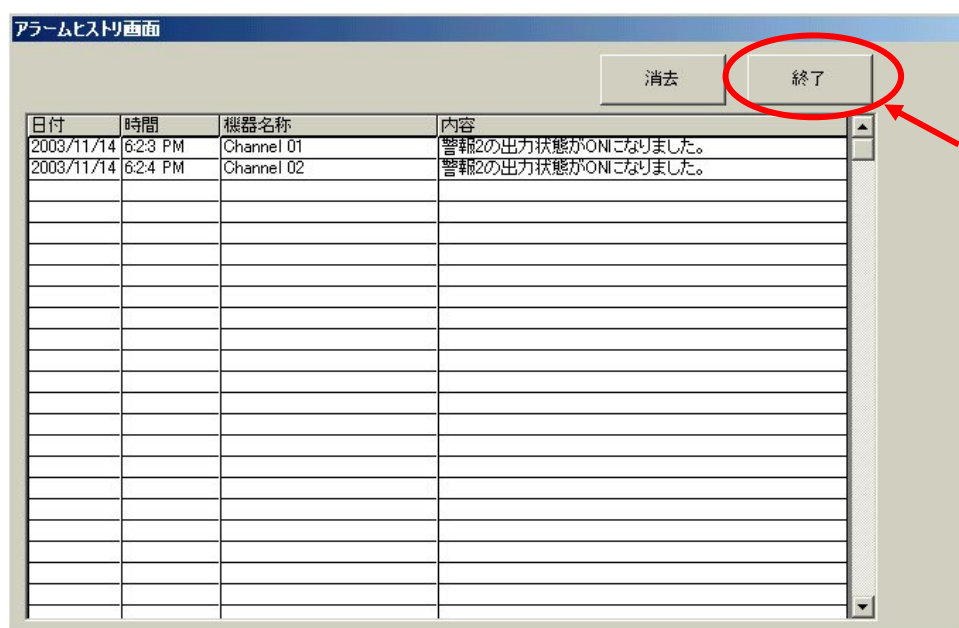 アラームヒストリ画面
消去 終了
日付 時間 機器名称 内容
2003/11/14 6:2:3 PM Channel 01 警報2の出力状態がONになりました。
2003/11/14 6:2:4 PM Channel 02 警報2の出力状態がONになりました。